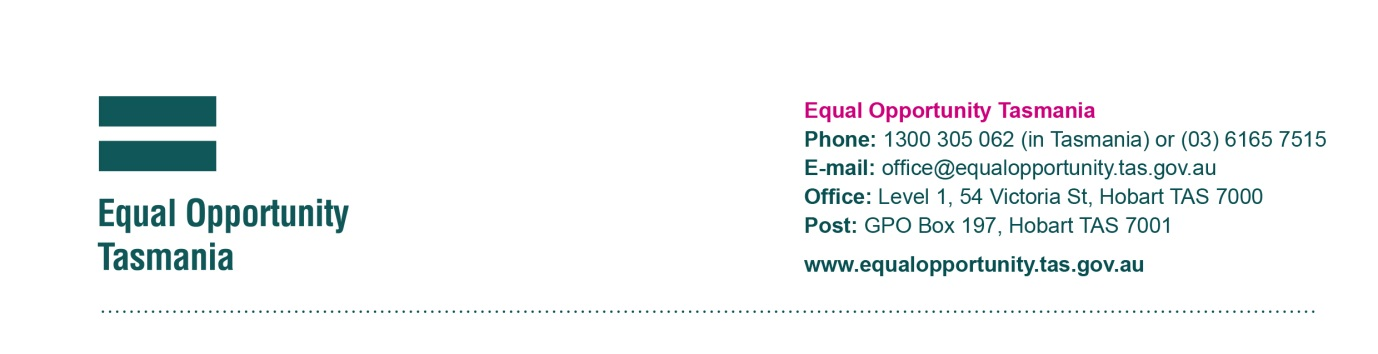 Equal Opportunity
Tasmania
Equal Opportunity Tasmania
Phone: 1300 305 062 (in Tasmania) or (03) 6165 7515
E-mail: office@equalopportunity.tas.gov.au
Office: Level 1, 54 Victoria St, Hobart TAS 7000
Post: GPO Box 197, Hobart TAS 7001
www.equalopportunity.tas.gov.au